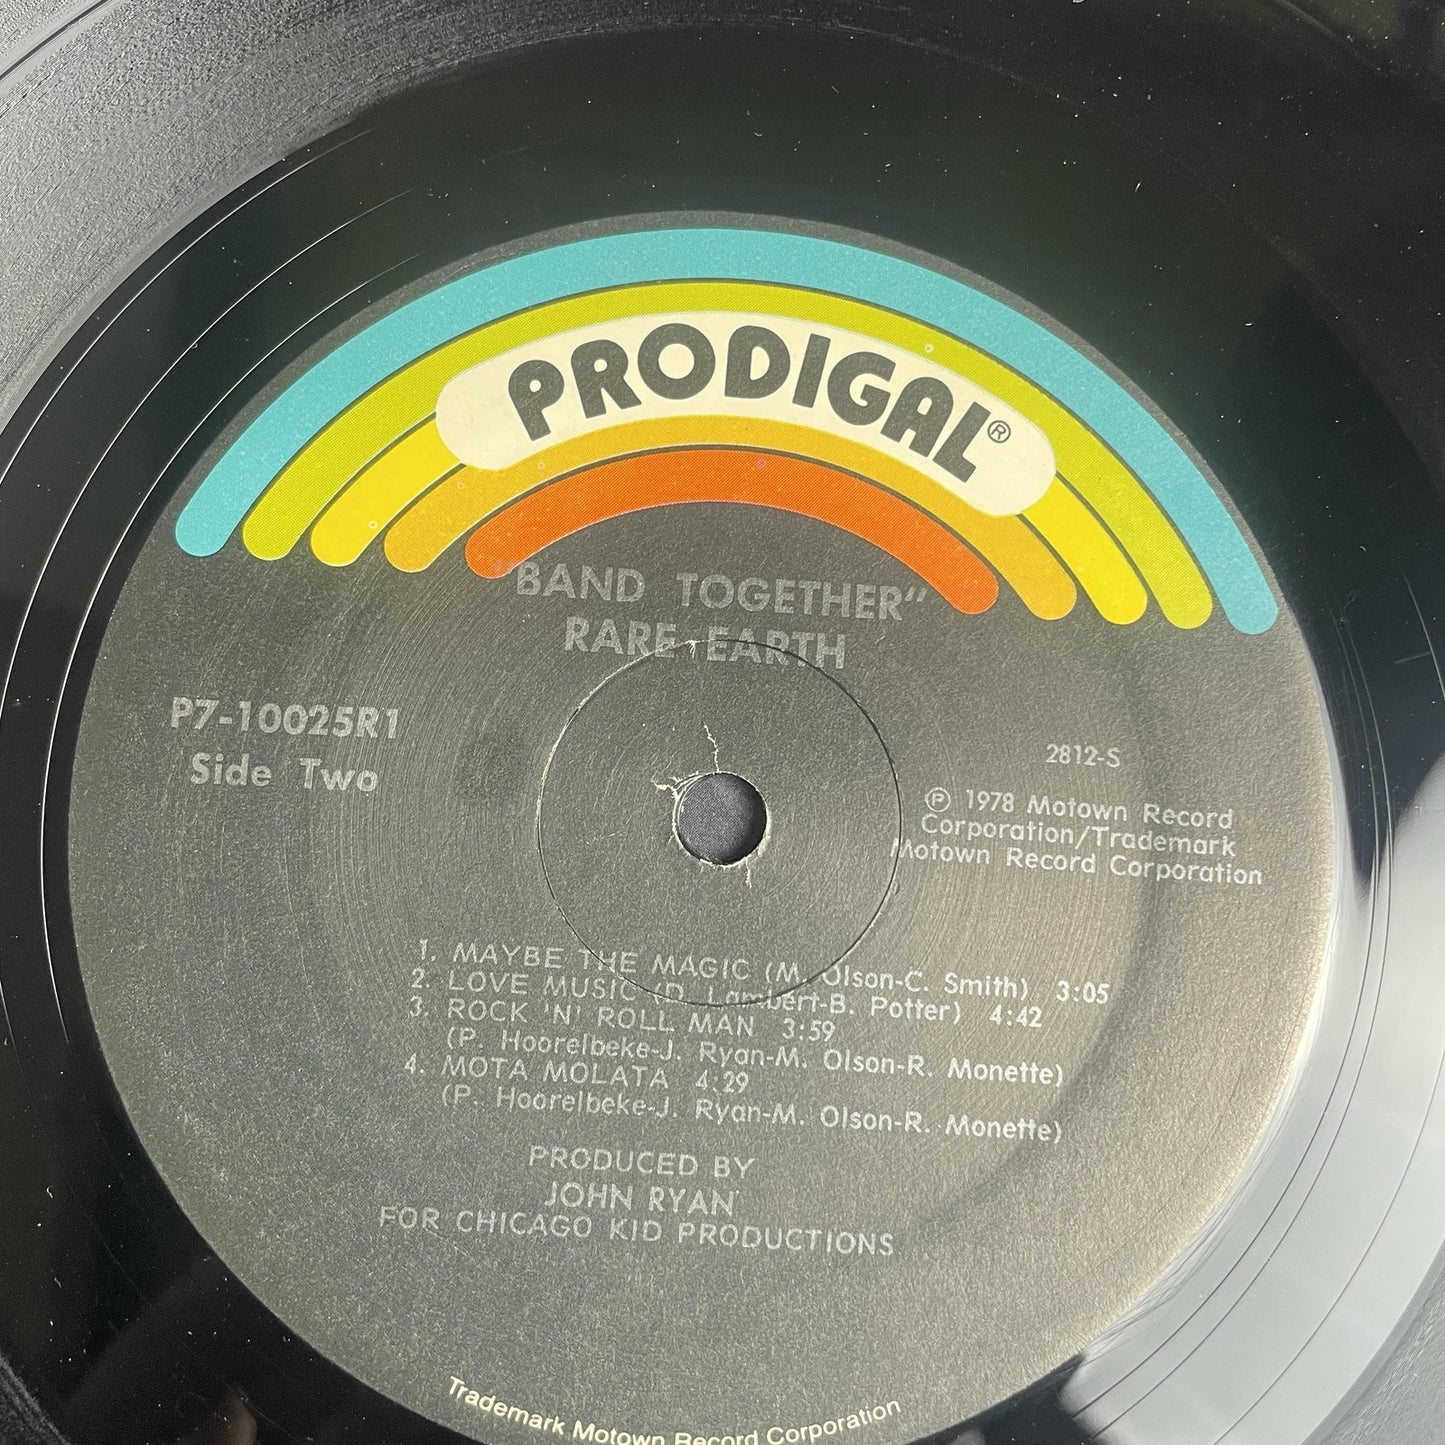 PRODIGAL®
"BAND TOGETHER"
RARE EARTH
P7-10025R1
Side Two
2812-S
℗ 1978 Motown Record
Corporation/Trademark
Motown Record Corporation
1. MAYBE THE MAGIC (M. Olson-C. Smith) 3:05
2. LOVE MUSIC (D. Lambert-B. Potter) 4:42
3. ROCK 'N' ROLL MAN 3:59
(P. Hoorelbeke-J. Ryan-M. Olson-R. Monette)
4. MOTA MOLATA 4:29
(P. Hoorelbeke-J. Ryan-M. Olson-R. Monette)
PRODUCED BY
JOHN RYAN
FOR CHICAGO KID PRODUCTIONS
Trademark Motown Record Corporation